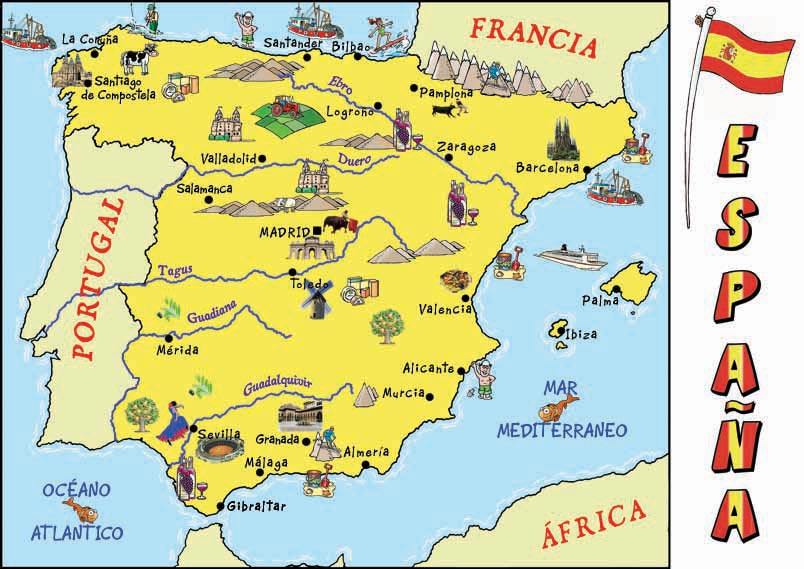 La Coruña
Santander
Bilbao
FRANCIA
Santiago
de Compostela
Ebro
Pamplona
Logroño
Zaragoza
Valladolid
Duero
Barcelona
Salamanca
MADRID
PORTUGAL
Tagus
Toledo
Palma
Valencia
Guadiana
Ibiza
Mérida
Alicante
Guadalquivir
Murcia
MAR
MEDITERRANEO
Sevilla
Granada
Almería
Málaga
Gibraltar
OCÉANO
ATLANTICO
ÁFRICA
ESPAÑA